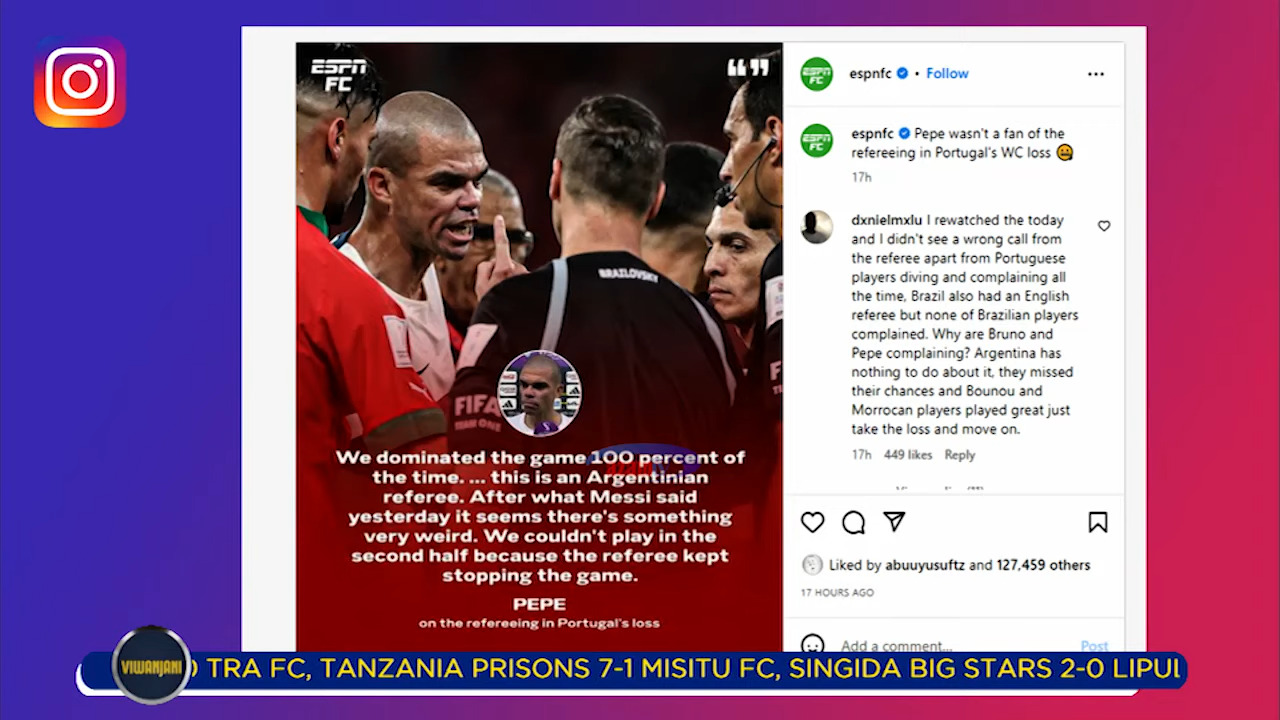 ESPN
FC
espnfc • Follow
espnfc Pepe wasn't a fan of the
refereeing in Portugal's WC loss
17h
dxnielmxlu I rewatched the today
and I didn't see a wrong call from
the referee apart from Portuguese
players diving and complaining all
the time, Brazil also had an English
referee but none of Brazilian players
complained. Why are Bruno and
Pepe complaining? Argentina has
nothing to do about it, they missed
their chances and Bounou and
Morrocan players played great just
take the loss and move on.
17h 449 likes Reply
BRAZLOVSKY
FIFA
TEAM ONE
We dominated the game 100 percent of
the time. ... this is an Argentinian
referee. After what Messi said
yesterday it seems there's something
very weird. We couldn't play in the
second half because the referee kept
stopping the game.
PEPE
on the refereeing in Portugal's loss
Liked by abuuyusuftz and 127,459 others
17 HOURS AGO
Add a comment... Post
VIWANJANI
TRA FC, TANZANIA PRISONS 7-1 MISITU FC, SINGIDA BIG STARS 2-0 LIPUL